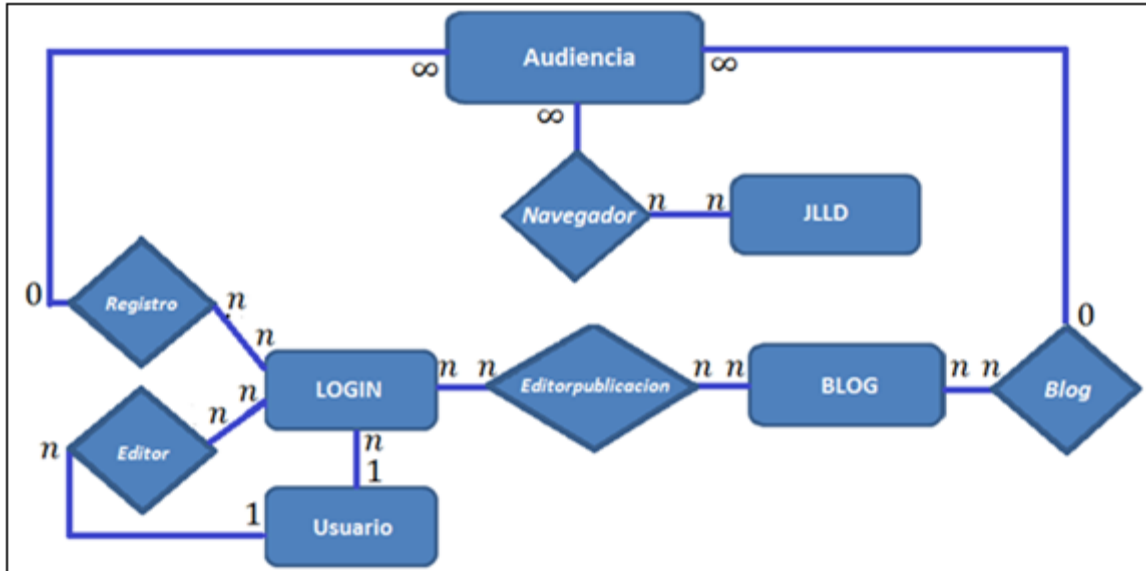 Audiencia
∞
∞
∞
Navegador
n
n
JLLD
0
Registro
n
n
0
LOGIN
n
n
Editorpublicacion
n
n
BLOG
n
n
Blog
n
n
n
Editor
n
1
1
Usuario